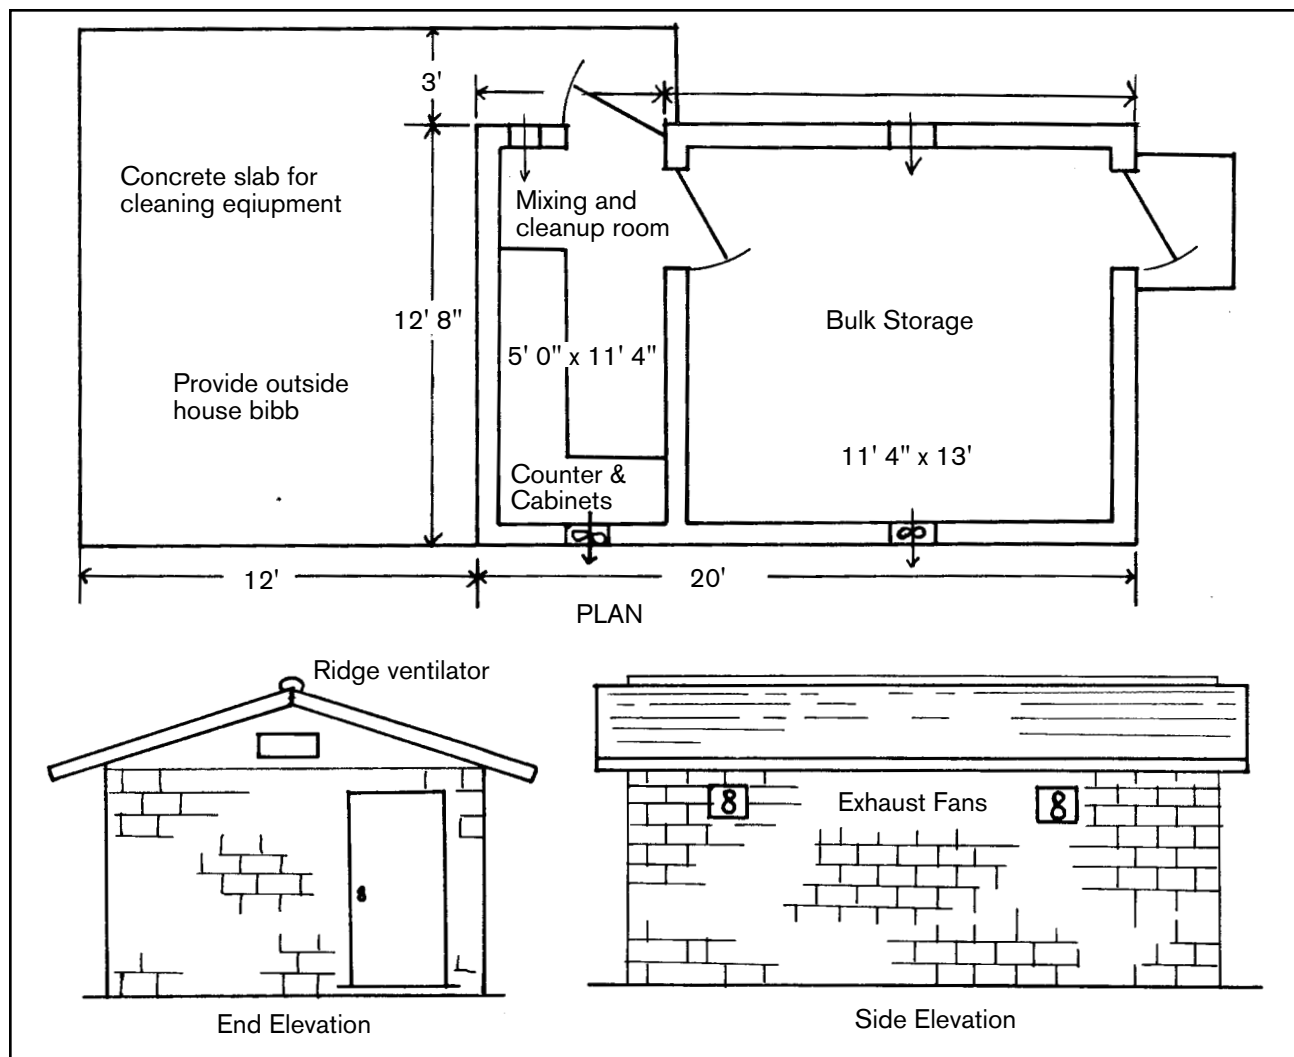 3'
Concrete slab for
cleaning eqiupment
Mixing and
cleanup room
12' 8"
Bulk Storage
5' 0" x 11' 4"
Provide outside
house bibb
11' 4" x 13'
Counter &
Cabinets
12'
20'
PLAN
Ridge ventilator
Exhaust Fans
End Elevation
Side Elevation